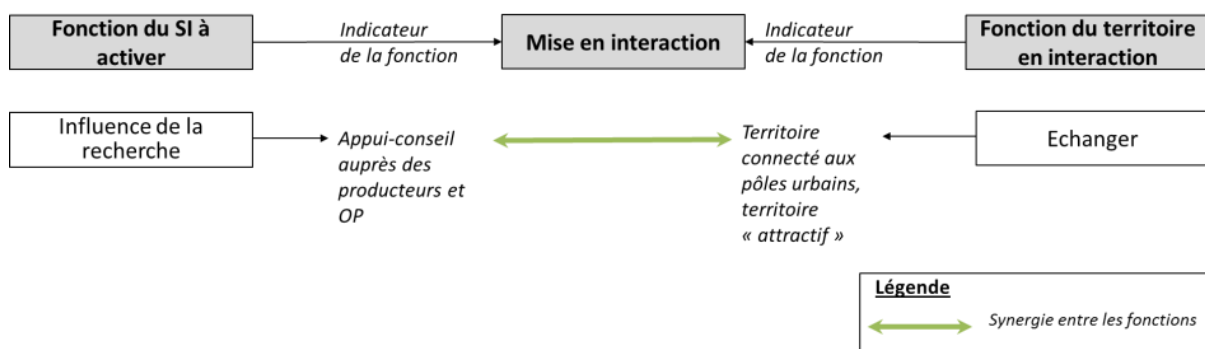 Fonction du SI à
activer
Indicateur
de la fonction
Mise en interaction
Indicateur
de la fonction
Fonction du territoire
en interaction
Influence de la
recherche
Appui-conseil
auprès des
producteurs et
OP
Territoire
connecté aux
pôles urbains,
territoire
« attractif »
Echanger
Légende
Synergie entre les fonctions